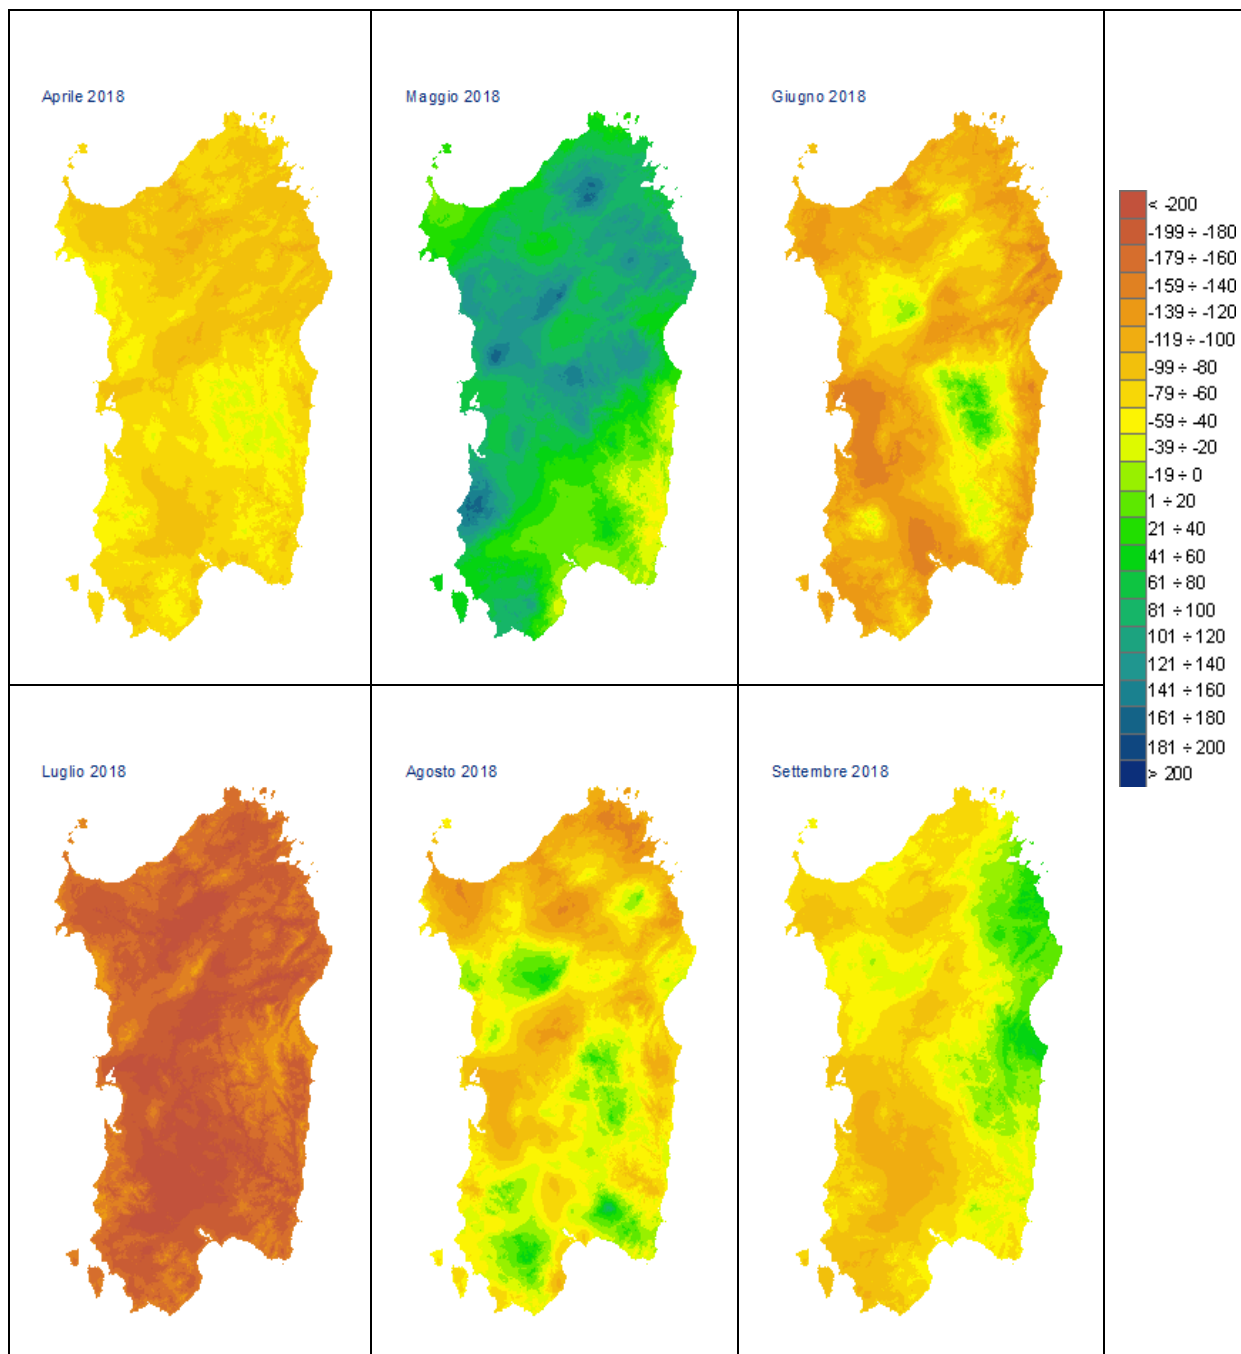 Aprile 2018
Maggio 2018
Giugno 2018
< -200
-199 ÷ -180
-179 ÷ -160
-159 ÷ -140
-139 ÷ -120
-119 ÷ -100
-99 ÷ -80
-79 ÷ -60
-59 ÷ -40
-39 ÷ -20
-19 ÷ 0
1 ÷ 20
21 ÷ 40
41 ÷ 60
61 ÷ 80
81 ÷ 100
101 ÷ 120
121 ÷ 140
141 ÷ 160
161 ÷ 180
181 ÷ 200
> 200
Luglio 2018
Agosto 2018
Settembre 2018